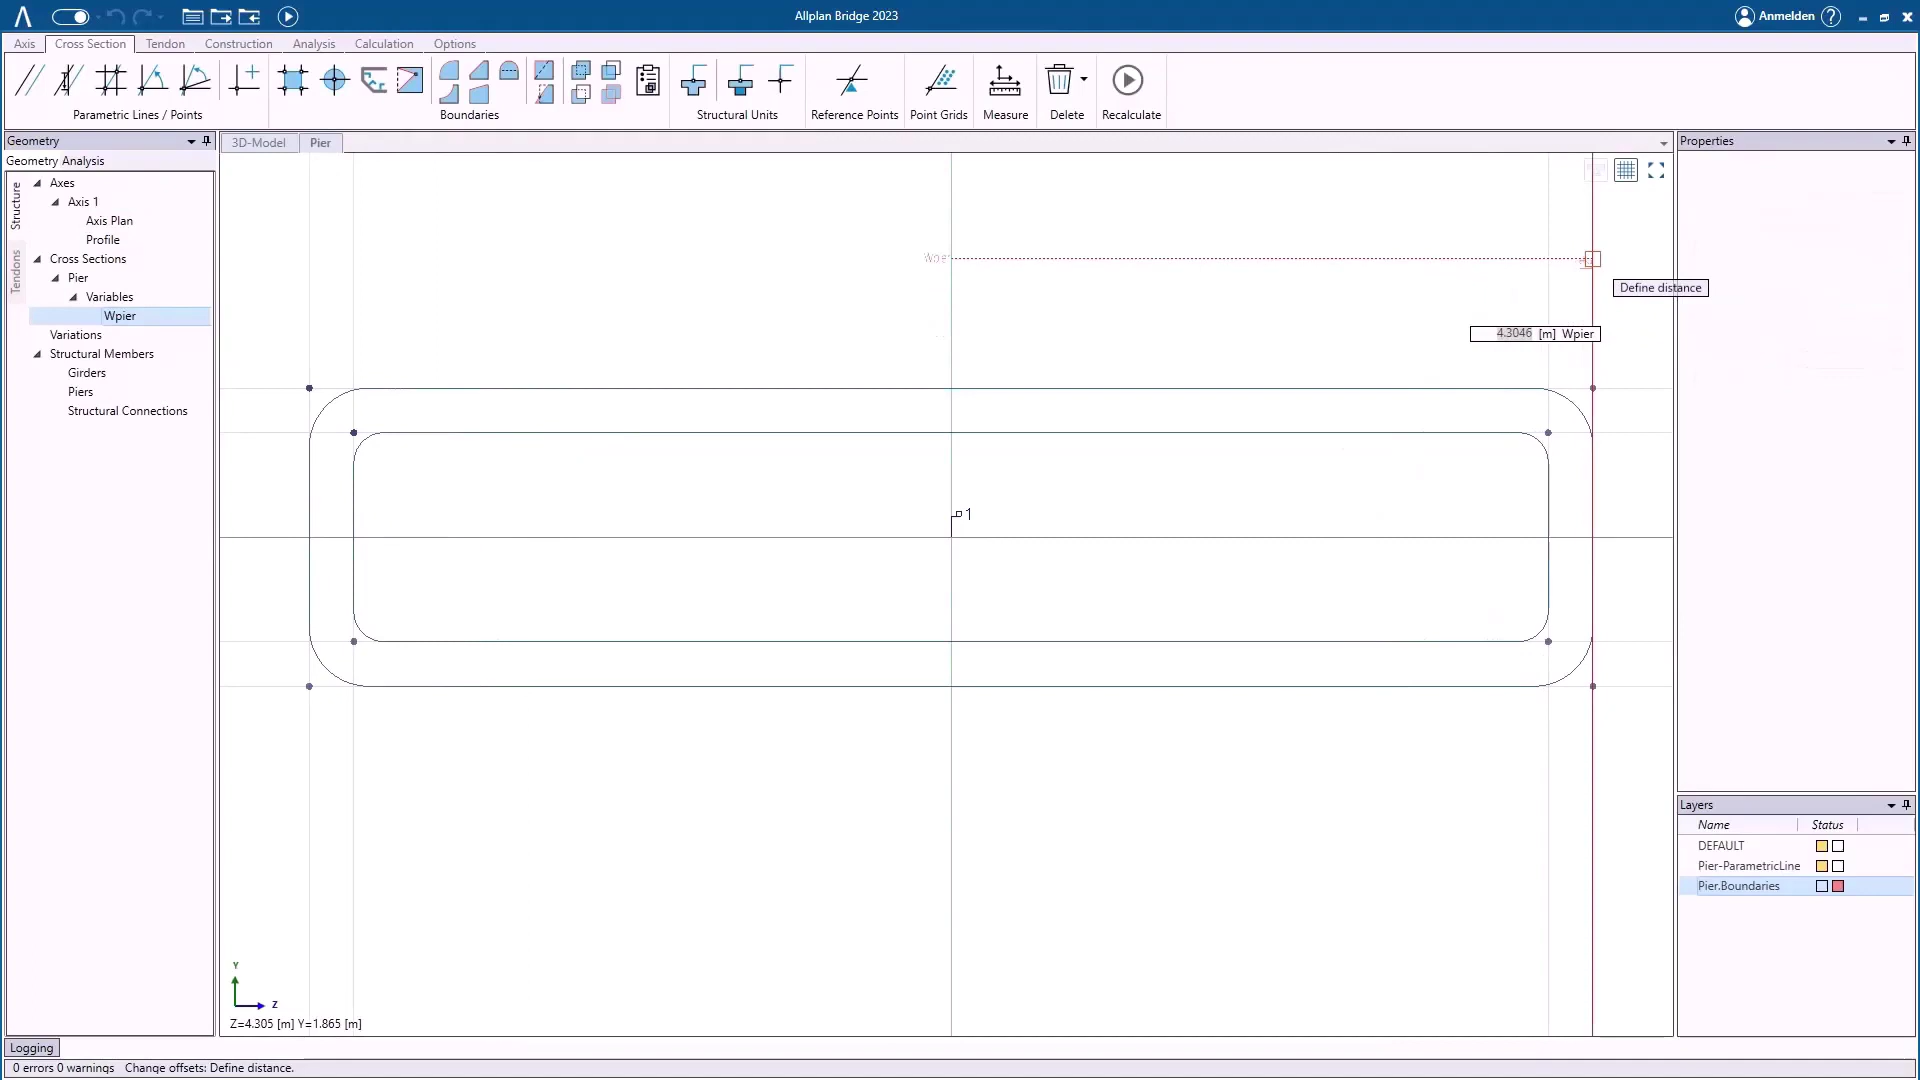 Allplan Bridge 2023
Anmelden
Axis
Cross Section
Tendon
Construction
Analysis
Calculation
Options
Parametric Lines / Points
Boundaries
Structural Units
Reference Points
Point Grids
Measure
Delete
Recalculate
Geometry
Geometry Analysis
Structure
Tendons
Axes
Axis 1
Axis Plan
Profile
Cross Sections
Pier
Variables
Wpier
Variations
Structural Members
Girders
Piers
Structural Connections
3D-Model
Pier
Wpier
Define distance
4.3046 [m] Wpier
1
Y
Z
Z=4.305 [m] Y=1.865 [m]
Properties
Layers
Name Status
DEFAULT
Pier-ParametricLine
Pier.Boundaries
Logging
0 errors 0 warnings Change offsets: Define distance.